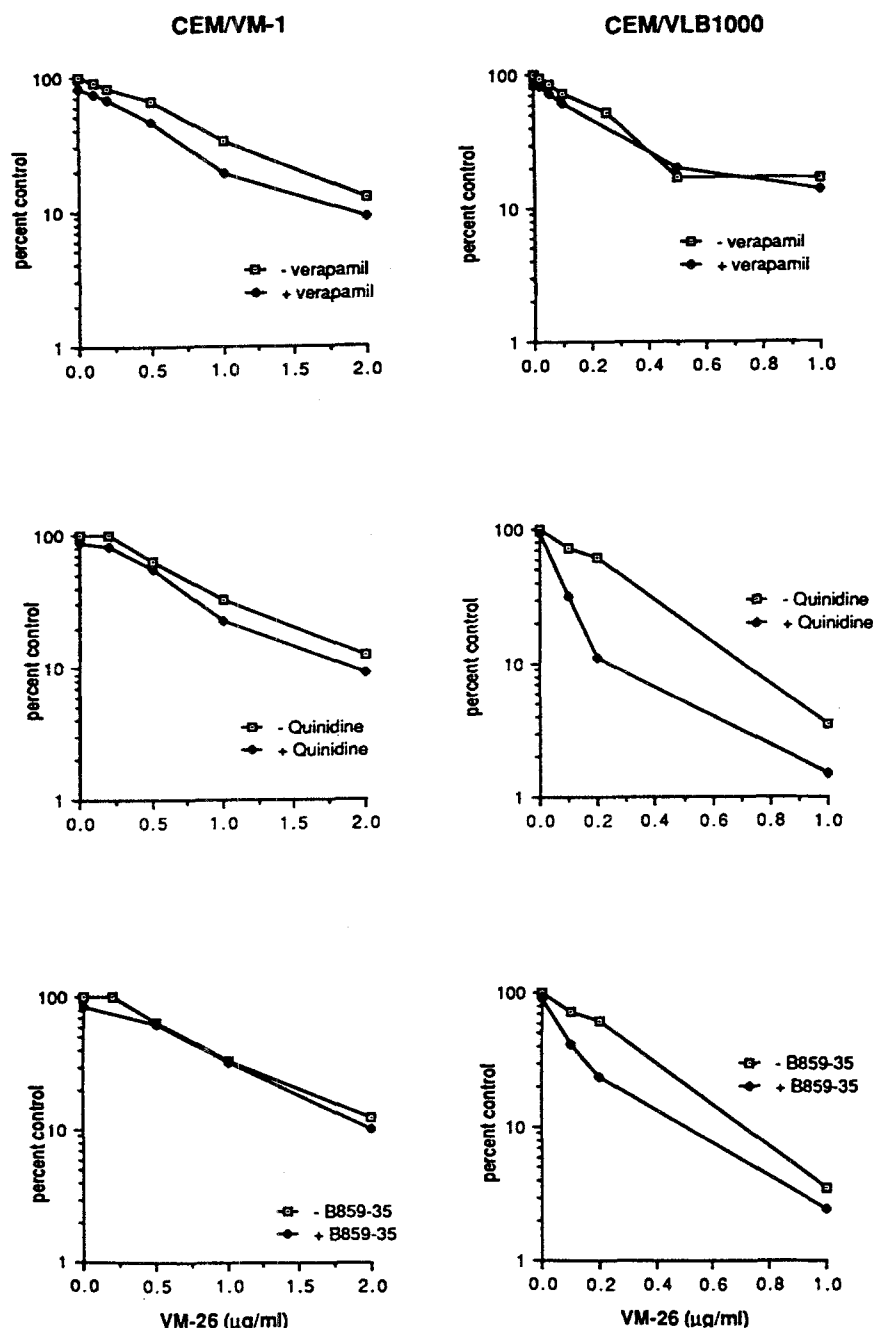 CEM/VM-1
CEM/VLB1000
100
10
1
percent control
- verapamil
+ verapamil
0.0 0.5 1.0 1.5 2.0
100
10
1
percent control
- verapamil
+ verapamil
0.0 0.2 0.4 0.6 0.8 1.0
100
10
1
percent control
- Quinidine
+ Quinidine
0.0 0.5 1.0 1.5 2.0
100
10
1
percent control
- Quinidine
+ Quinidine
0.0 0.2 0.4 0.6 0.8 1.0
100
10
1
percent control
- B859-35
+ B859-35
0.0 0.5 1.0 1.5 2.0
VM-26 (µg/ml)
100
10
1
percent control
- B859-35
+ B859-35
0.0 0.2 0.4 0.6 0.8 1.0
VM-26 (µg/ml)